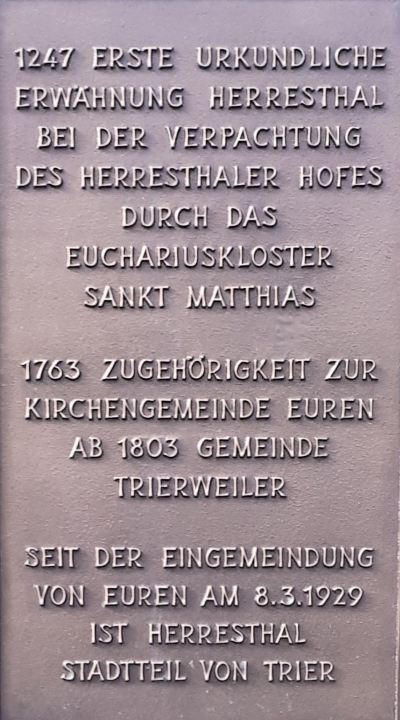 1247 ERSTE URKUNDLICHE
ERWÄHNUNG HERRESTHAL
BEI DER VERPACHTUNG
DES HERRESTHALER HOFES
DURCH DAS
EUCHARIUSKLOSTER
SANKT MATTHIAS
1763 ZUGEHÖRIGKEIT ZUR
KIRCHENGEMEINDE EUREN
AB 1803 GEMEINDE
TRIERWEILER
SEIT DER EINGEMEINDUNG
VON EUREN AM 8.3.1929
IST HERRESTHAL
STADTTEIL VON TRIER